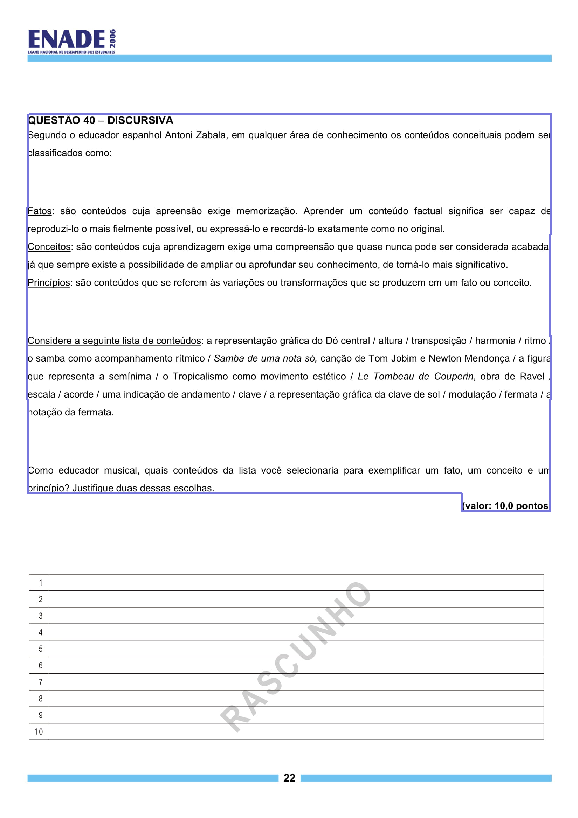 ENADE 2006
EXAME NACIONAL DE DESEMPENHO DOS ESTUDANTES
QUESTÃO 40 – DISCURSIVA
Segundo o educador espanhol Antoni Zabala, em qualquer área de conhecimento os conteúdos conceituais podem ser
classificados como:
Fatos: são conteúdos cuja apreensão exige memorização. Aprender um conteúdo factual significa ser capaz de
reproduzi-lo o mais fielmente possível, ou expressá-lo e recordá-lo exatamente como no original.
Conceitos: são conteúdos cuja aprendizagem exige uma compreensão que quase nunca pode ser considerada acabada,
já que sempre existe a possibilidade de ampliar ou aprofundar seu conhecimento, de torná-lo mais significativo.
Princípios: são conteúdos que se referem às variações ou transformações que se produzem em um fato ou conceito.
Considere a seguinte lista de conteúdos: a representação gráfica do Dó central / altura / transposição / harmonia / ritmo /
o samba como acompanhamento rítmico / Samba de uma nota só, canção de Tom Jobim e Newton Mendonça / a figura
que representa a semínima / o Tropicalismo como movimento estético / Le Tombeau de Couperin, obra de Ravel /
escala / acorde / uma indicação de andamento / clave / a representação gráfica da clave de sol / modulação / fermata / a
notação da fermata.
Como educador musical, quais conteúdos da lista você selecionaria para exemplificar um fato, um conceito e um
princípio? Justifique duas dessas escolhas.
(valor: 10,0 pontos)
1
2
3
4
5
6
7
8
9
10
RASCUNHO
22